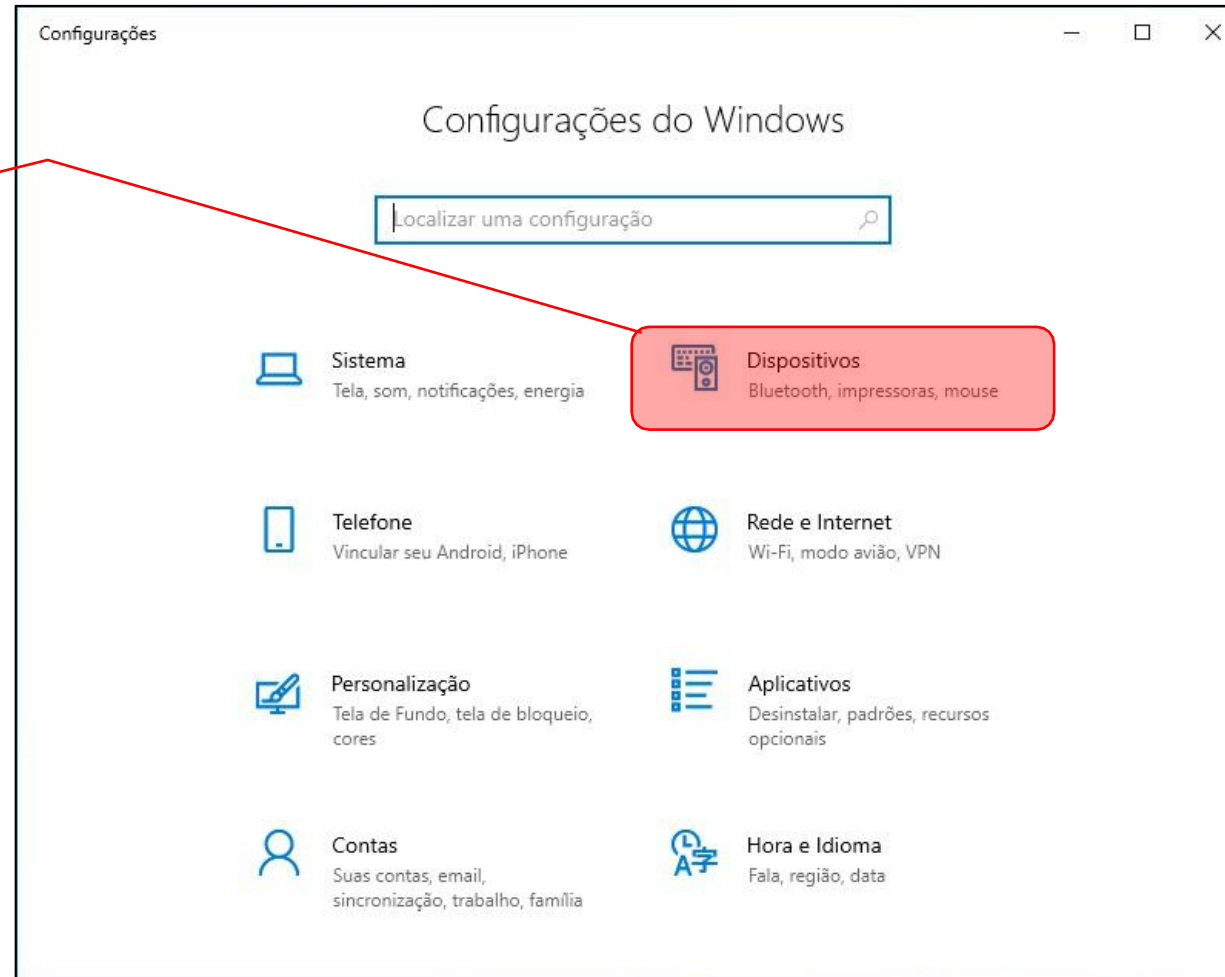 Configurações
Configurações do Windows
Localizar uma configuração
Sistema
Tela, som, notificações, energia
Dispositivos
Bluetooth, impressoras, mouse
Telefone
Vincular seu Android, iPhone
Rede e Internet
Wi-Fi, modo avião, VPN
Personalização
Tela de Fundo, tela de bloqueio,
cores
Aplicativos
Desinstalar, padrões, recursos
opcionais
Contas
Suas contas, email,
sincronização, trabalho, família
Hora e Idioma
Fala, região, data